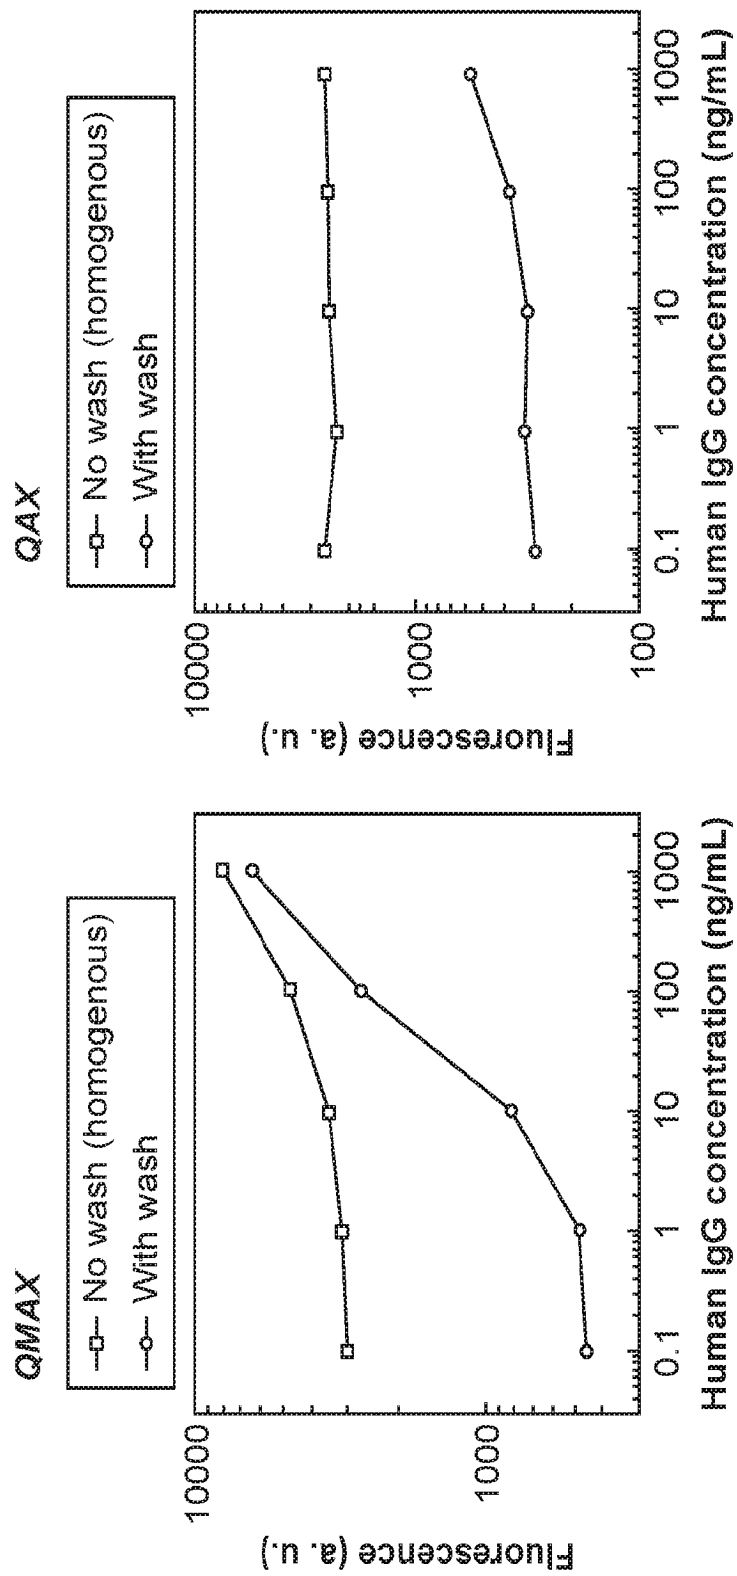 QMAX
No wash (homogenous)
With wash
Fluorescence (a. u.)
10000
1000
0.1
1
10
100
1000
Human IgG concentration (ng/mL)
QAX
No wash (homogenous)
With wash
Fluorescence (a. u.)
10000
1000
100
0.1
1
10
100
1000
Human IgG concentration (ng/mL)